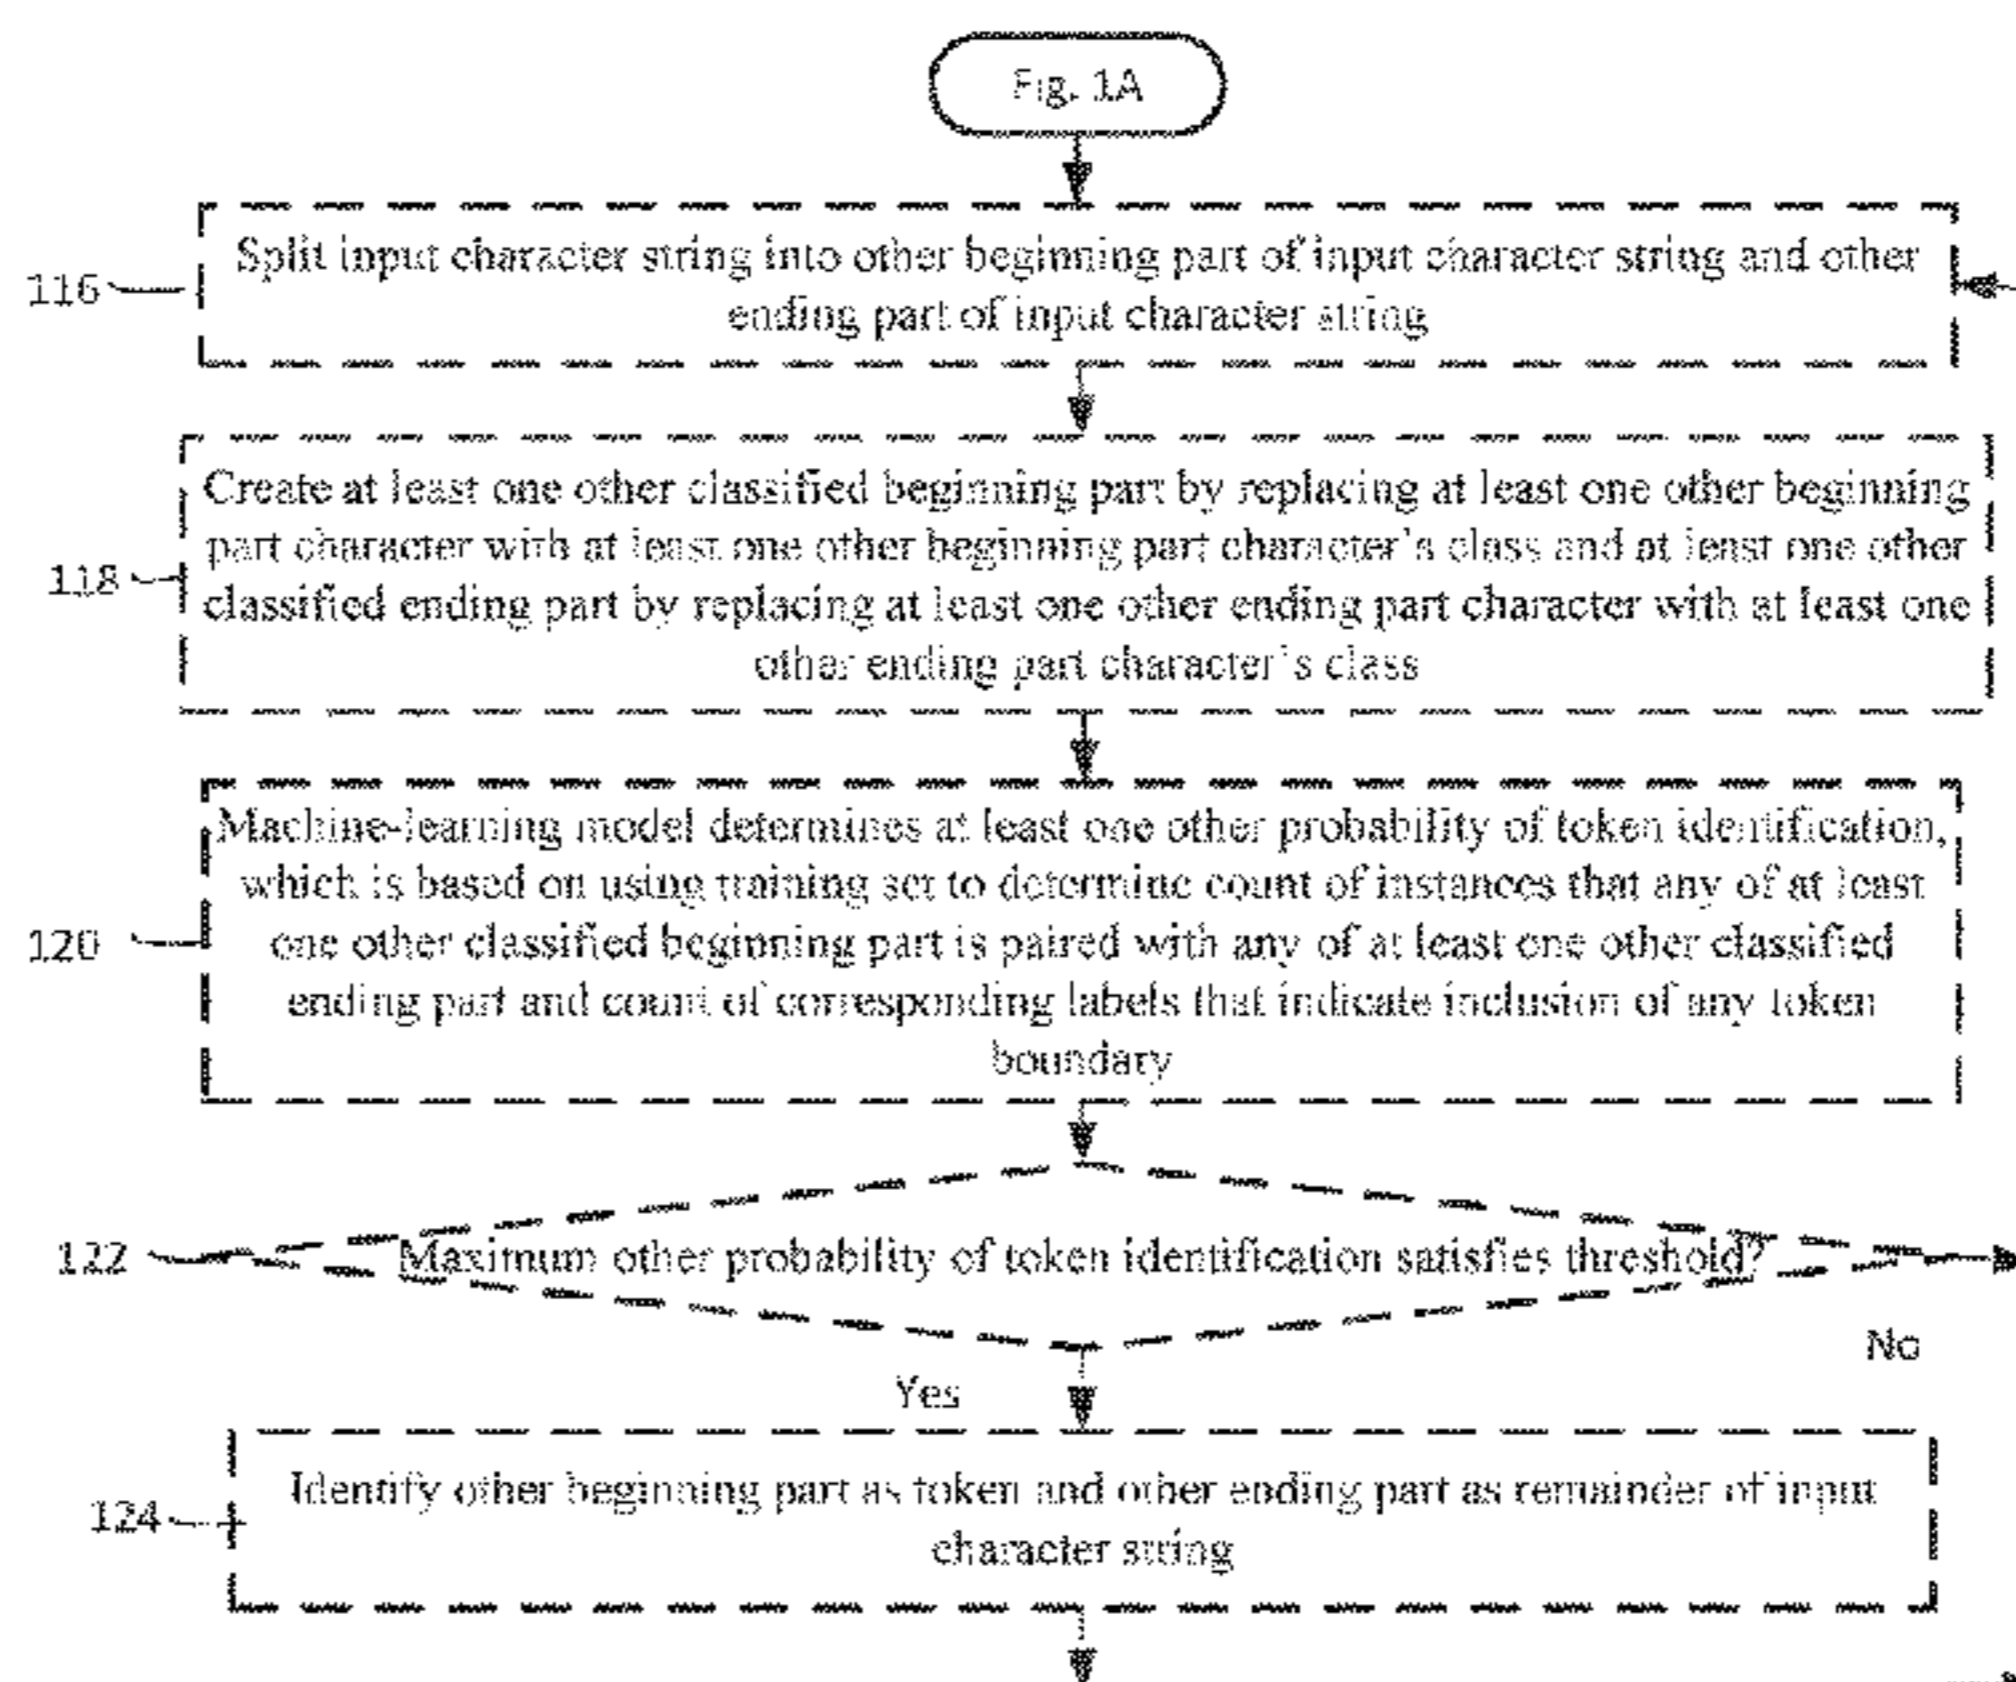 Fig. 1A
116
Split input character string into other beginning part of input character string and other
ending part of input character string
118
Create at least one other classified beginning part by replacing at least one other beginning
part character with at least one other beginning part character's class and at least one other
classified ending part by replacing at least one other ending part character with at least one
other ending part character's class
120
Machine-learning model determines at least one other probability of token identification,
which is based on using training set to determine count of instances that any of at least
one other classified beginning part is paired with any of at least one other classified
ending part and count of corresponding labels that indicate inclusion of any token
boundary
122
Maximum other probability of token identification satisfies threshold?
No
Yes
124
Identify other beginning part as token and other ending part as remainder of input
character string